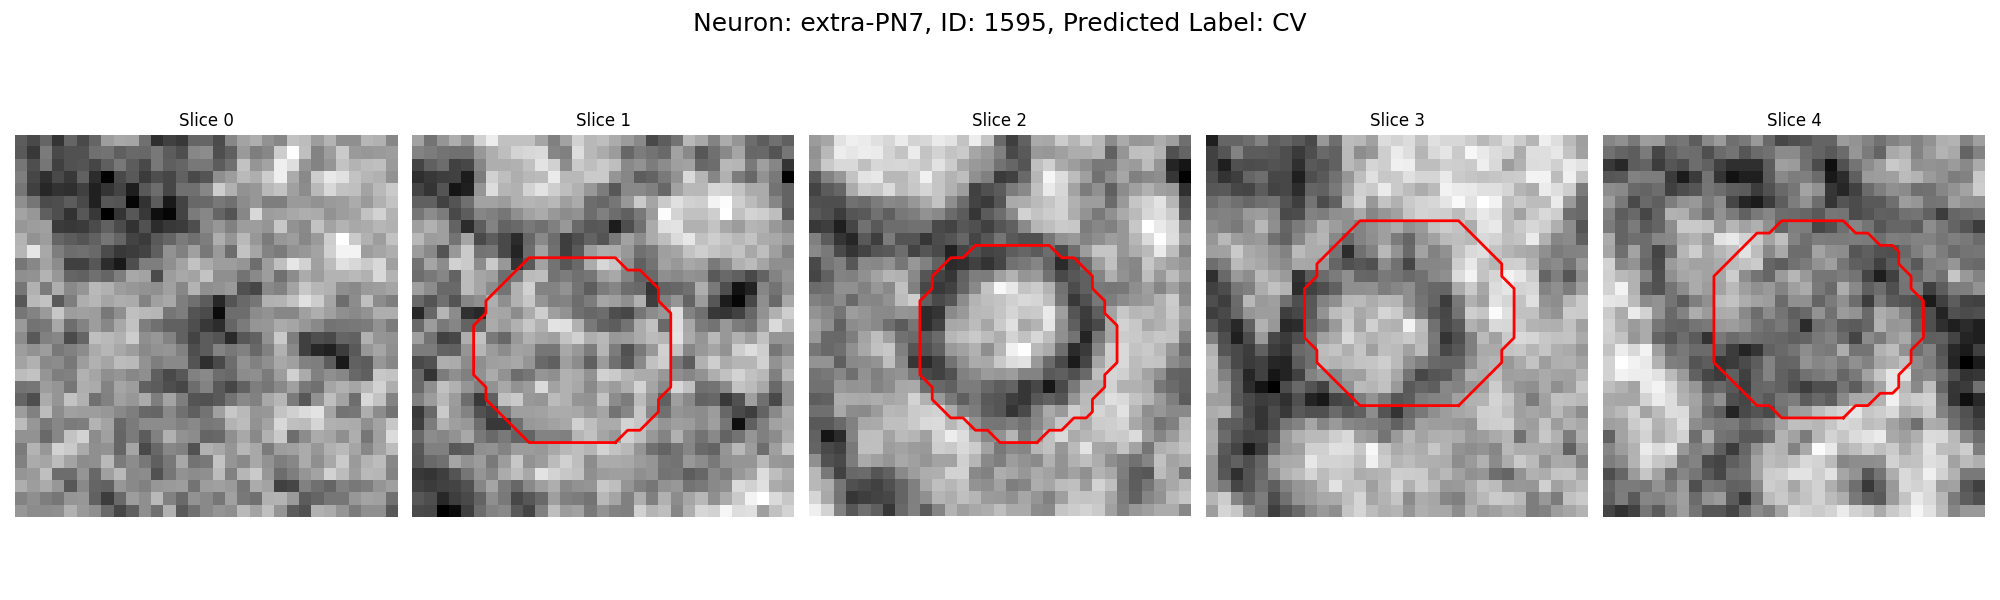 Neuron: extra-PN7, ID: 1595, Predicted Label: CV
Slice 0
Slice 1
Slice 2
Slice 3
Slice 4